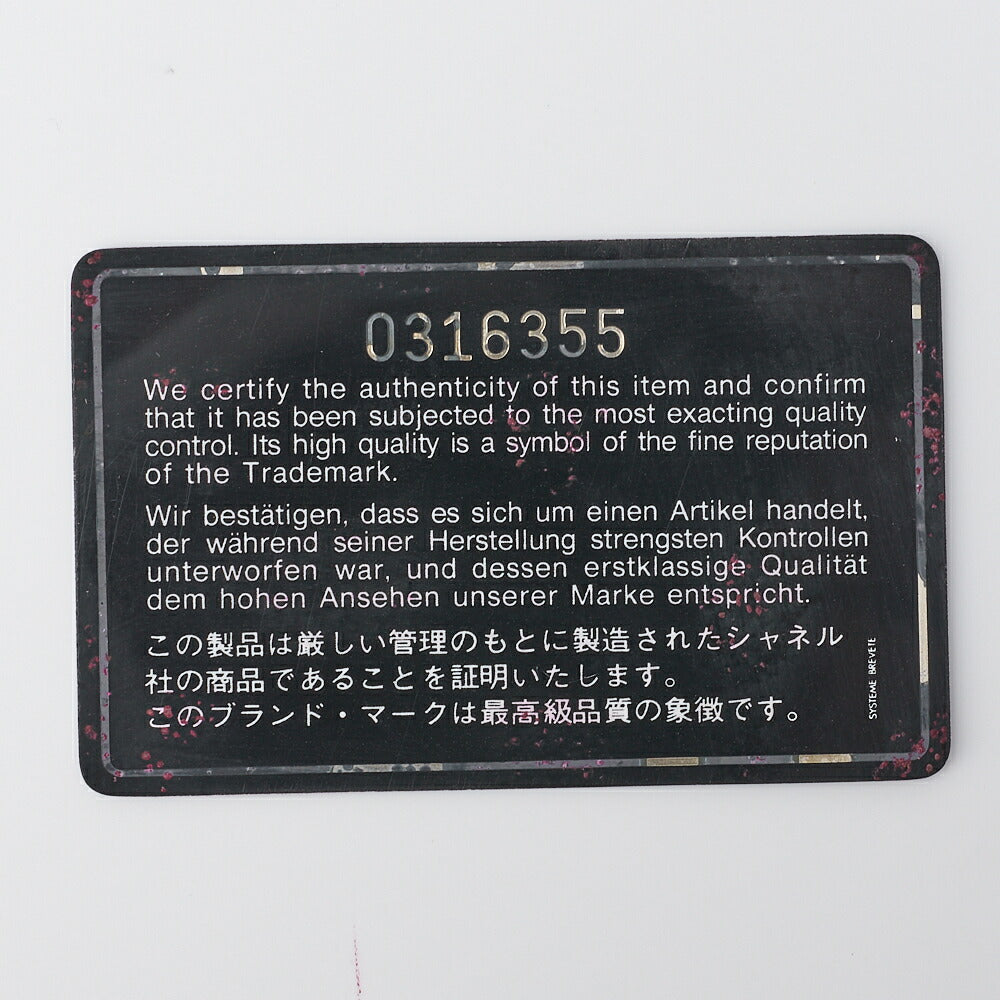 0316355
We certify the authenticity of this item and confirm
that it has been subjected to the most exacting quality
control. Its high quality is a symbol of the fine reputation
of the Trademark.
Wir bestätigen, dass es sich um einen Artikel handelt,
der während seiner Herstellung strengsten Kontrollen
unterworfen war, und dessen erstklassige Qualität
dem hohen Ansehen unserer Marke entspricht.
この製品は厳しい管理のもとに製造されたシャネル
社の商品であることを証明いたします。
このブランド・マークは最高級品質の象徴です。
SYSTEME BREVETE